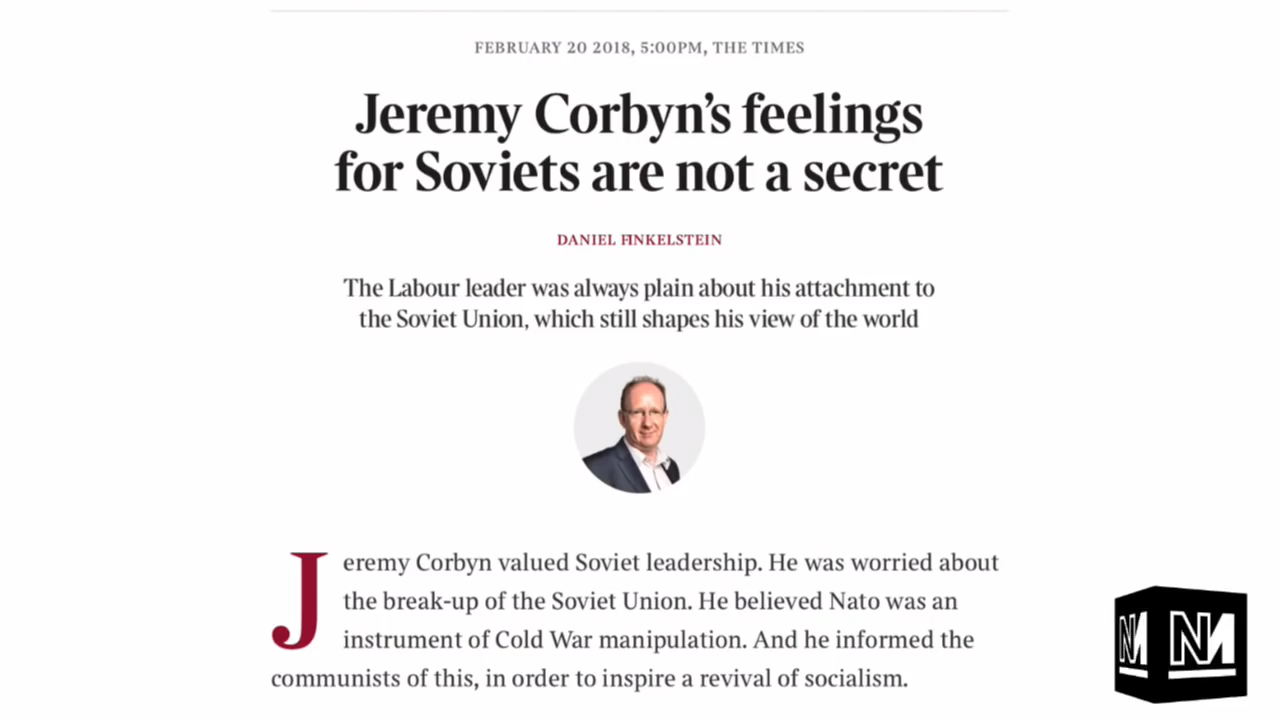 FEBRUARY 20 2018, 5:00PM, THE TIMES
Jeremy Corbyn’s feelings
for Soviets are not a secret
DANIEL FINKELSTEIN
The Labour leader was always plain about his attachment to
the Soviet Union, which still shapes his view of the world
Jeremy Corbyn valued Soviet leadership. He was worried about
the break-up of the Soviet Union. He believed Nato was an
instrument of Cold War manipulation. And he informed the
communists of this, in order to inspire a revival of socialism.
NM NM